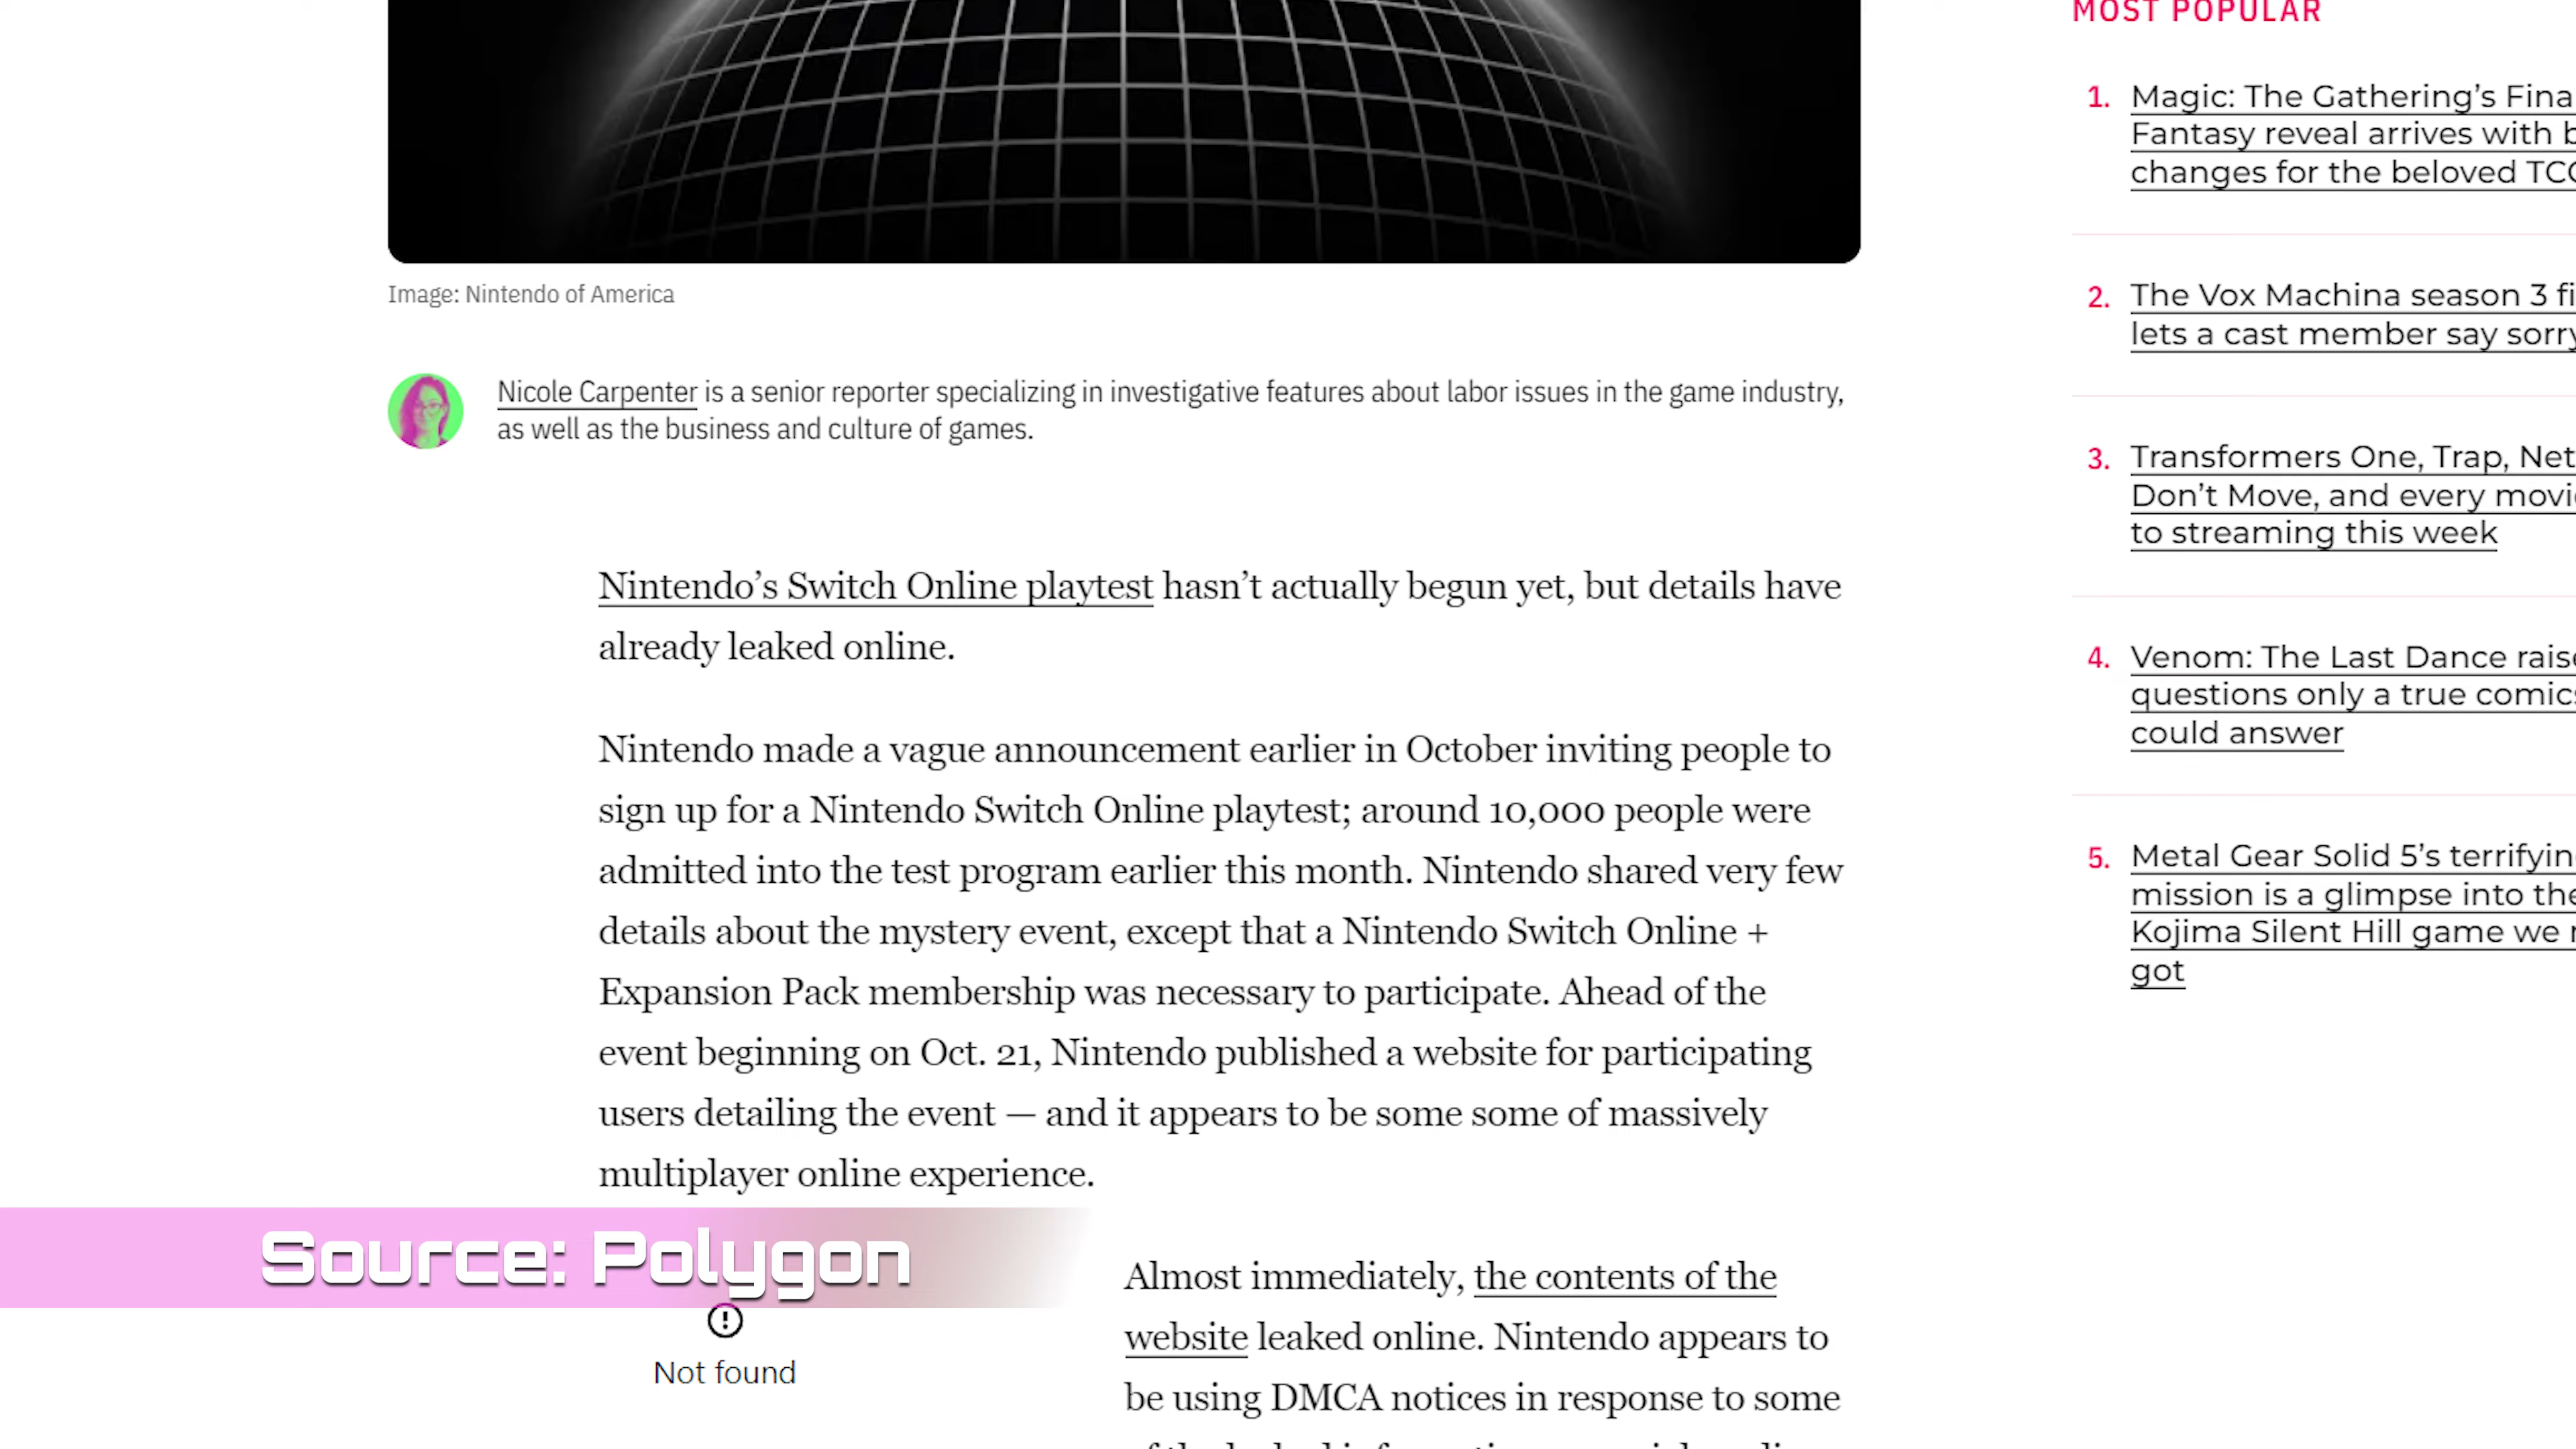 MOST POPULAR
1. Magic: The Gathering’s Fina
Fantasy reveal arrives with b
changes for the beloved TCG
2. The Vox Machina season 3 fi
lets a cast member say sorry
3. Transformers One, Trap, Net
Don’t Move, and every movie
to streaming this week
4. Venom: The Last Dance raise
questions only a true comics
could answer
5. Metal Gear Solid 5’s terrifyin
mission is a glimpse into the
Kojima Silent Hill game we n
got
Image: Nintendo of America
Nicole Carpenter is a senior reporter specializing in investigative features about labor issues in the game industry,
as well as the business and culture of games.
Nintendo’s Switch Online playtest hasn’t actually begun yet, but details have
already leaked online.
Nintendo made a vague announcement earlier in October inviting people to
sign up for a Nintendo Switch Online playtest; around 10,000 people were
admitted into the test program earlier this month. Nintendo shared very few
details about the mystery event, except that a Nintendo Switch Online +
Expansion Pack membership was necessary to participate. Ahead of the
event beginning on Oct. 21, Nintendo published a website for participating
users detailing the event — and it appears to be some some of massively
multiplayer online experience.
Source: Polygon
Not found
Almost immediately, the contents of the
website leaked online. Nintendo appears to
be using DMCA notices in response to some